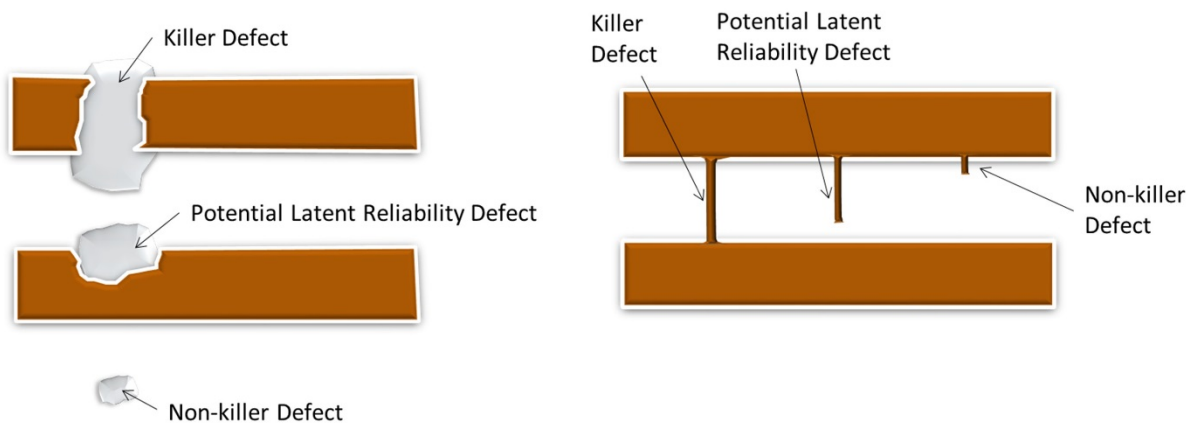 Killer Defect
Potential Latent Reliability Defect
Non-killer Defect
Killer
Defect
Potential Latent
Reliability Defect
Non-killer
Defect